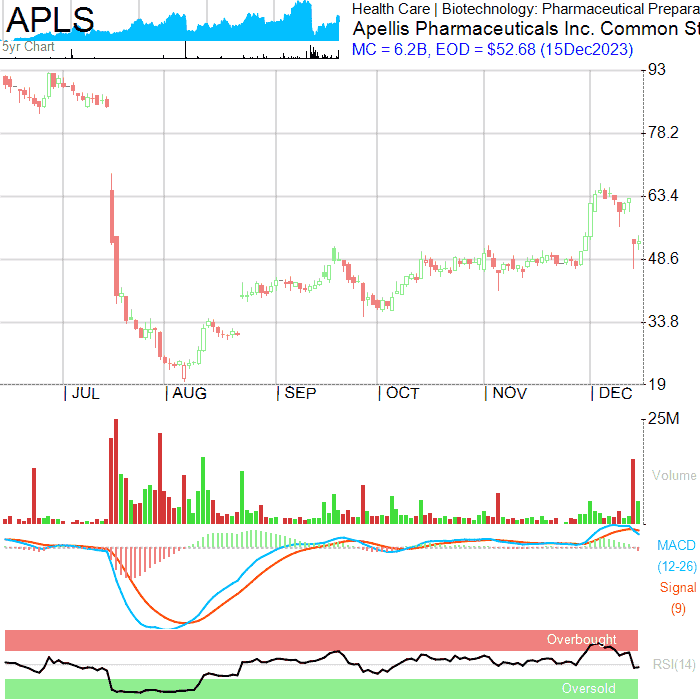 APLS
5yr Chart
Health Care | Biotechnology: Pharmaceutical Prepara
Apellis Pharmaceuticals Inc. Common St
MC = 6.2B, EOD = $52.68 (15Dec2023)
93
78.2
63.4
48.6
33.8
19
| JUL | AUG | SEP | OCT | NOV | DEC
25M
Volume
MACD
(12-26)
Signal
(9)
Overbought
RSI(14)
Oversold